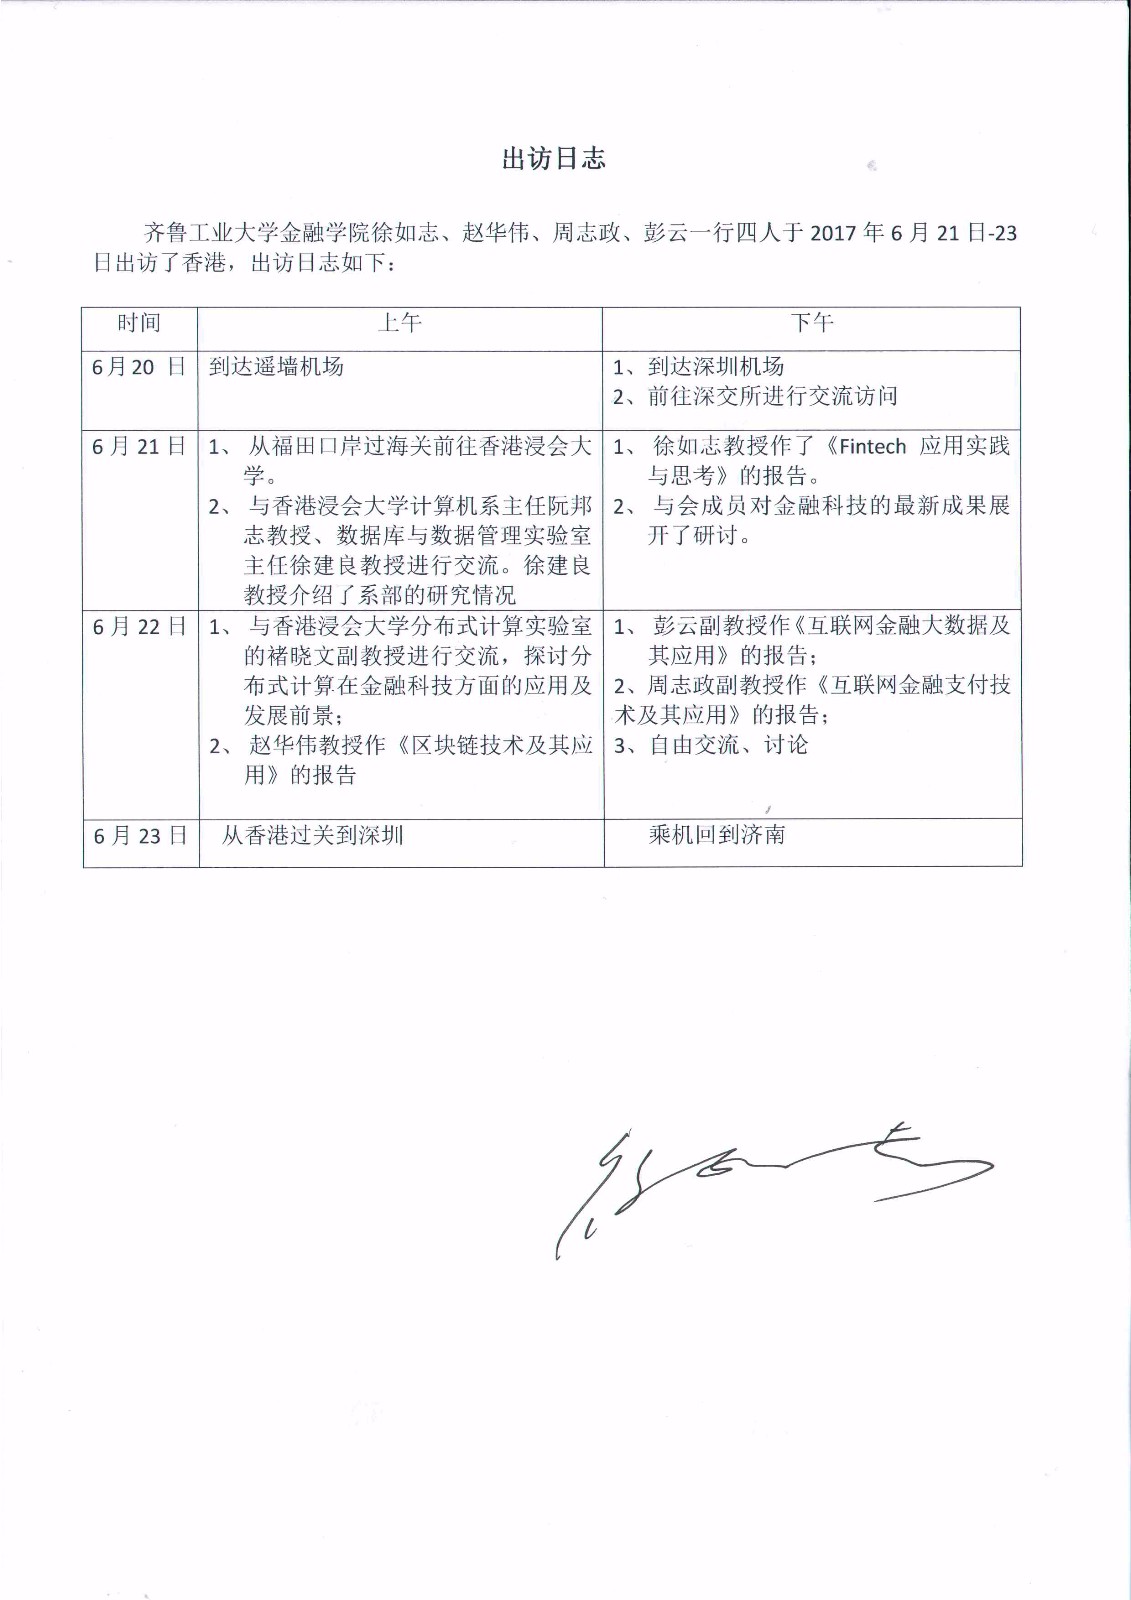 出访日志
齐鲁工业大学金融学院徐如志、赵华伟、周志政、彭云一行四人于 2017 年 6 月 21 日-23
日出访了香港，出访日志如下：
时间 上午 下午
6月20 日 到达遥墙机场 1、到达深圳机场
2、前往深交所进行交流访问
6 月 21 日
1、 从福田口岸过海关前往香港浸会大
学。
2、 与香港浸会大学计算机系主任阮邦
志教授、数据库与数据管理实验室
主任徐建良教授进行交流。徐建良
教授介绍了系部的研究情况
1、 徐如志教授作了《Fintech 应用实践
与思考》的报告。
2、 与会成员对金融科技的最新成果展
开了研讨。
6 月 22 日
1、 与香港浸会大学分布式计算实验室
的褚晓文副教授进行交流，探讨分
布式计算在金融科技方面的应用及
发展前景；
2、 赵华伟教授作《区块链技术及其应
用》的报告
1、 彭云副教授作《互联网金融大数据及
其应用》的报告；
2、周志政副教授作《互联网金融支付技
术及其应用》的报告；
3、自由交流、讨论
6 月 23 日 从香港过关到深圳 乘机回到济南
徐如志